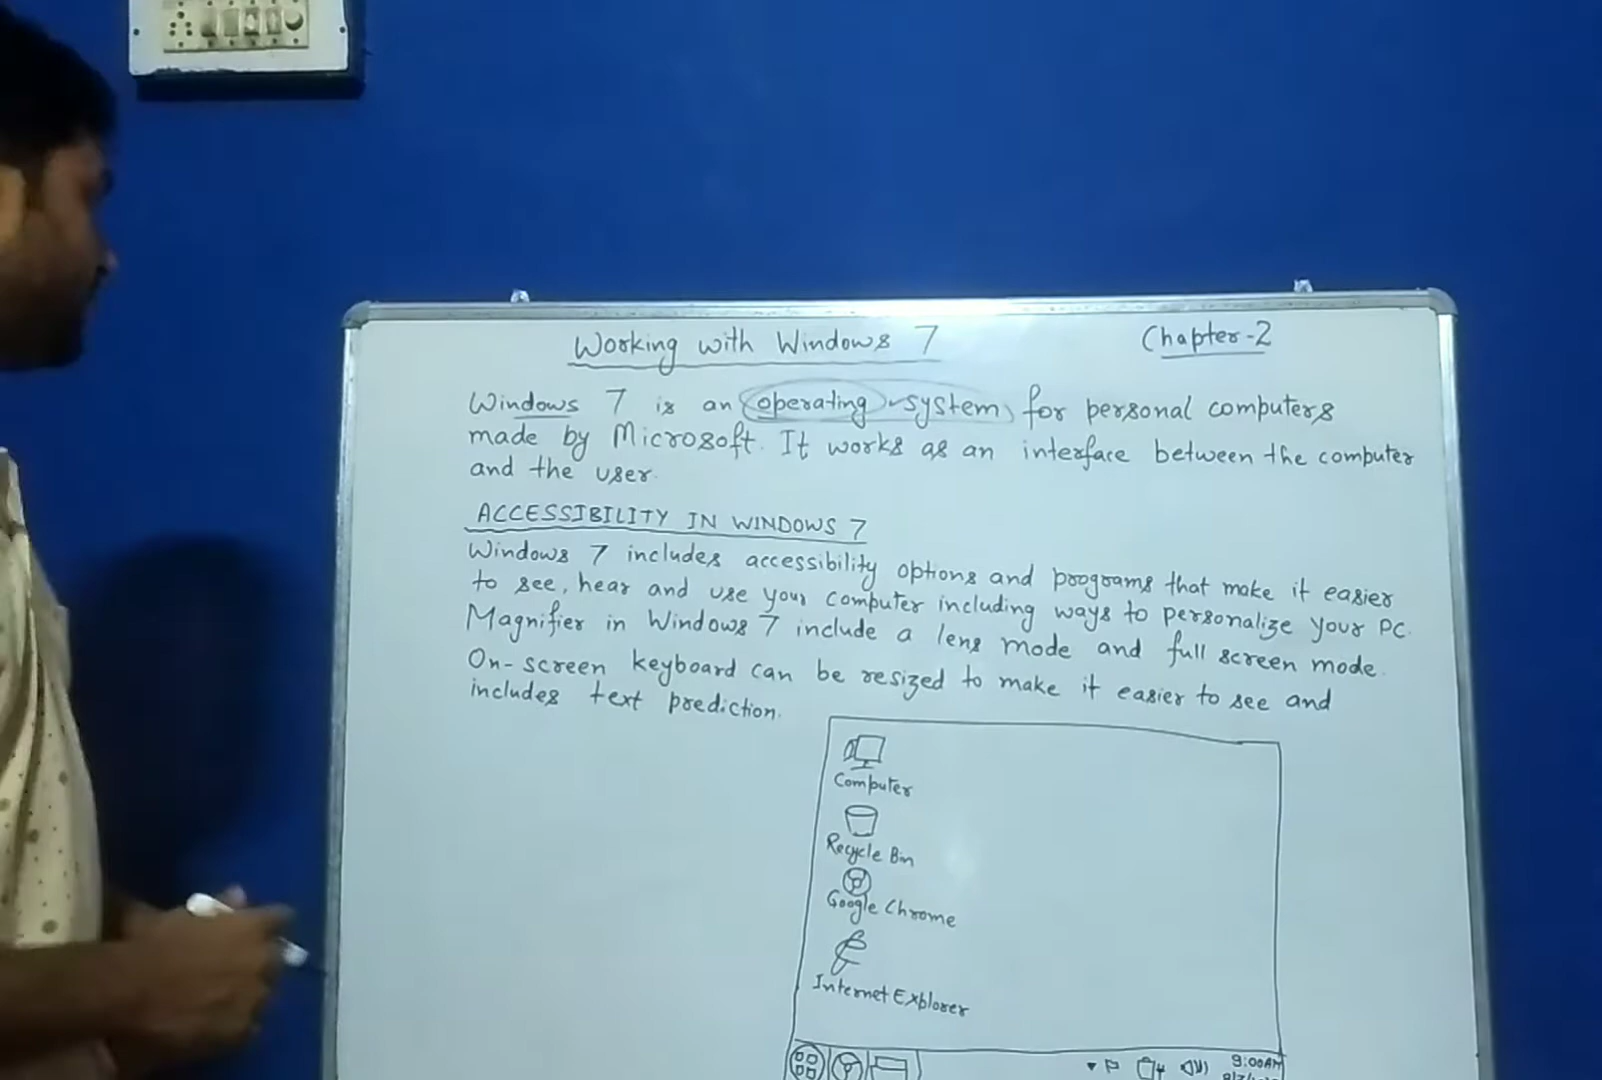 Working with Windows 7
Chapter-2
Windows 7 is an operating system for personal computers
made by Microsoft. It works as an interface between the computer
and the user.
ACCESSIBILITY IN WINDOWS 7
Windows 7 includes accessibility options and programs that make it easier
to see, hear and use your computer including ways to personalize your PC.
Magnifier in Windows 7 include a lens mode and full screen mode.
On-screen keyboard can be resized to make it easier to see and
includes text prediction.
Computer
Recycle Bin
Google Chrome
Internet Explorer
9:00AM